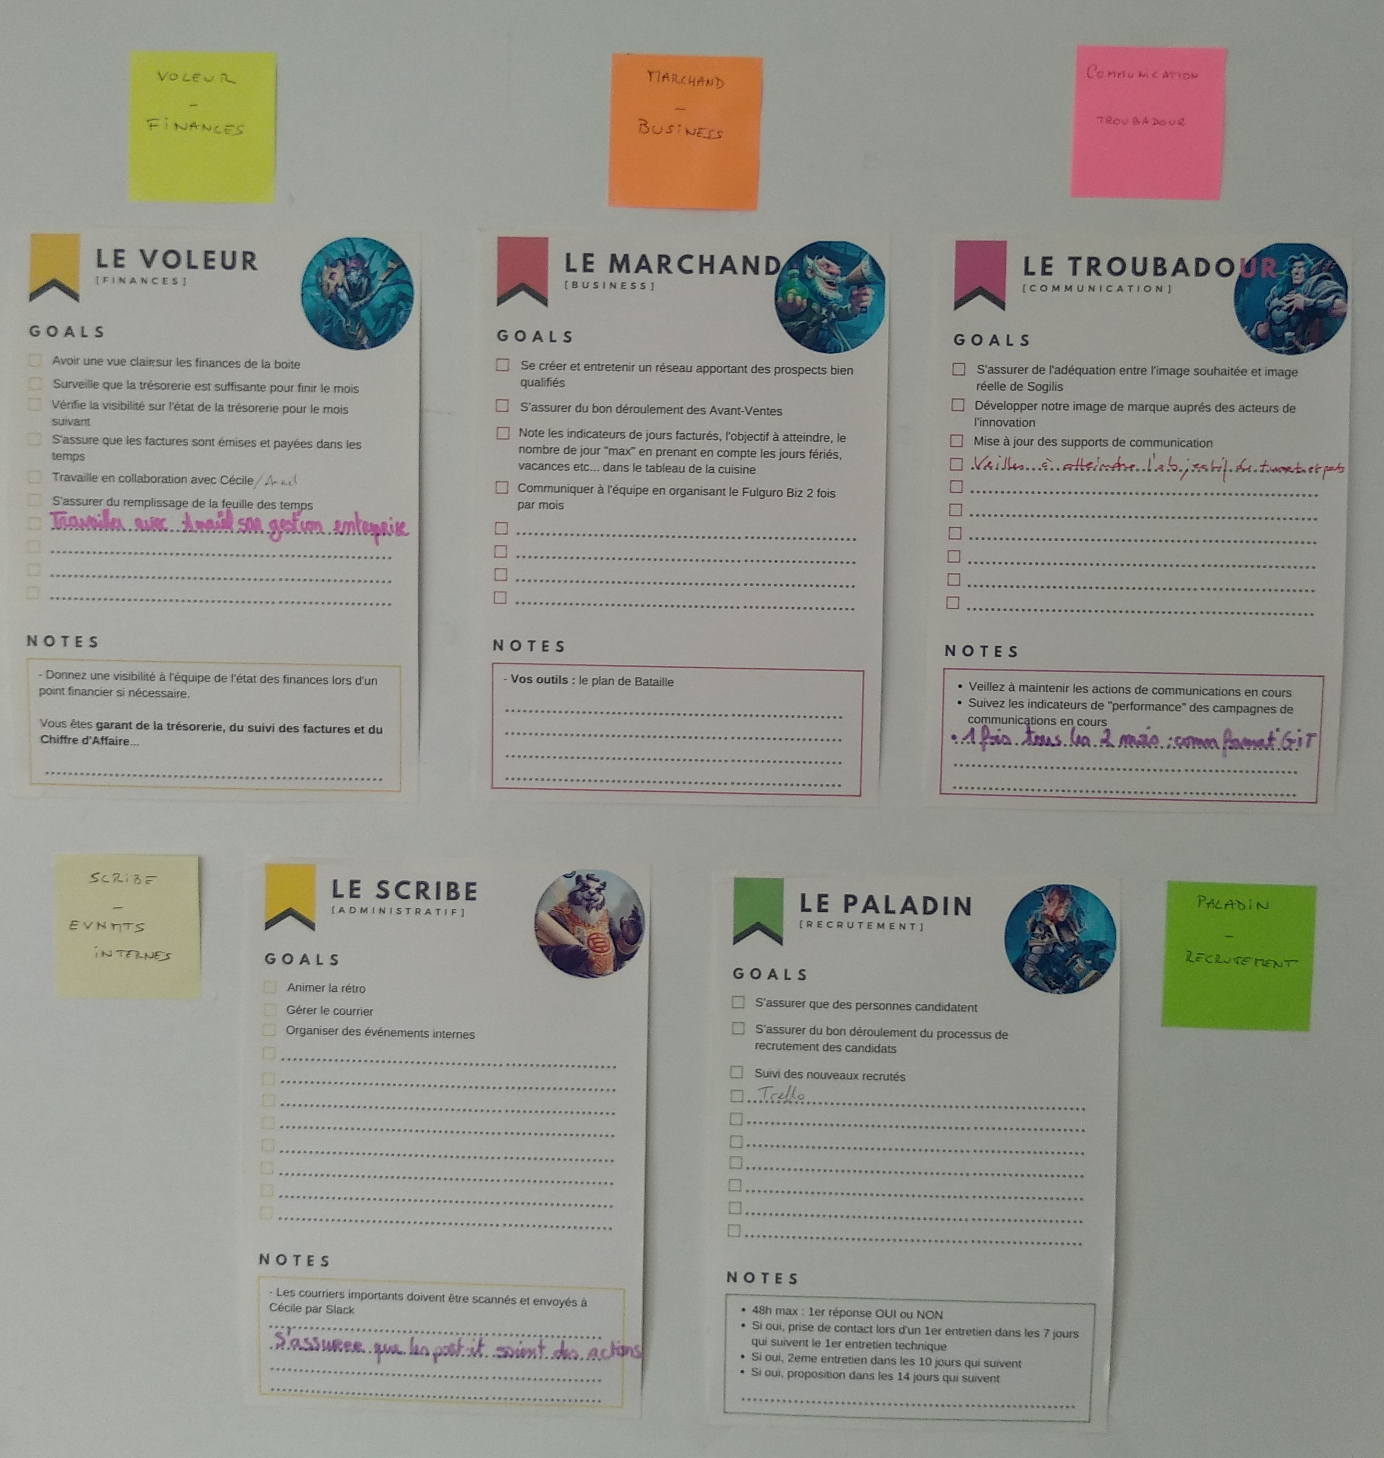 VOLEUR
-
FINANCES
MARCHAND
-
BUSINESS
COMMUNICATION
TROUBADOUR
LE VOLEUR
[FINANCES]
GOALS
Avoir une vue clairsur les finances de la boite
Surveille que la trésorerie est suffisante pour finir le mois
Vérifie la visibilité sur l'état de la trésorerie pour le mois
suivant
S'assure que les factures sont émises et payées dans les
temps
Travaille en collaboration avec Cécile/
S'assurer du remplissage de la feuille des temps
Travailler avec Anaël sur gestion entreprise
NOTES
- Donnez une visibilité à l'équipe de l'état des finances lors d'un
point financier si nécessaire.
Vous êtes garant de la trésorerie, du suivi des factures et du
Chiffre d'Affaire...
LE MARCHAND
[BUSINESS]
GOALS
Se créer et entretenir un réseau apportant des prospects bien
qualifiés
S'assurer du bon déroulement des Avant-Ventes
Note les indicateurs de jours facturés, l'objectif à atteindre, le
nombre de jour "max" en prenant en compte les jours fériés,
vacances etc... dans le tableau de la cuisine
Communiquer à l'équipe en organisant le Fulguro Biz 2 fois
par mois
NOTES
- Vos outils : le plan de Bataille
LE TROUBADOUR
[COMMUNICATION]
GOALS
S'assurer de l'adéquation entre l'image souhaitée et image
réelle de Sogilis
Développer notre image de marque auprés des acteurs de
l'innovation
Mise à jour des supports de communication
Veiller à atteindre l'objectif de tweets et posts
NOTES
• Veillez à maintenir les actions de communications en cours
• Suivez les indicateurs de "performance" des campagnes de
communications en cours
• 1 fois tous les 2 mois : comm format GIT
SCRIBE
-
EVNMTS
INTERNES
LE SCRIBE
[ADMINISTRATIF]
GOALS
Animer la rétro
Gérer le courrier
Organiser des événements internes
NOTES
- Les courriers importants doivent être scannés et envoyés à
Cécile par Slack
S'assurer que les post-it soient des actions
LE PALADIN
[RECRUTEMENT]
GOALS
S'assurer que des personnes candidatent
S'assurer du bon déroulement du processus de
recrutement des candidats
Suivi des nouveaux recrutés
Trello
NOTES
• 48h max : 1er réponse OUI ou NON
• Si oui, prise de contact lors d'un 1er entretien dans les 7 jours
qui suivent le 1er entretien technique
• Si oui, 2eme entretien dans les 10 jours qui suivent
• Si oui, proposition dans les 14 jours qui suivent
PALADIN
-
RECRUTEMENT